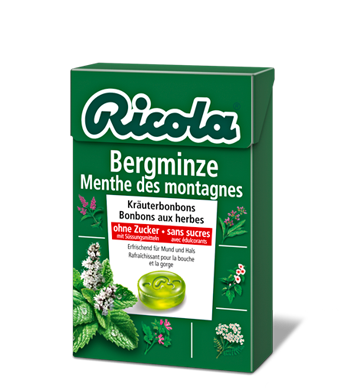 Ricola
Bergminze
Menthe des montagnes
Kräuterbonbons
Bonbons aux herbes
ohne Zucker • sans sucres
mit Süssungsmitteln avec édulcorants
Erfrischend für Mund und Hals
Rafraîchissant pour la bouche
et la gorge